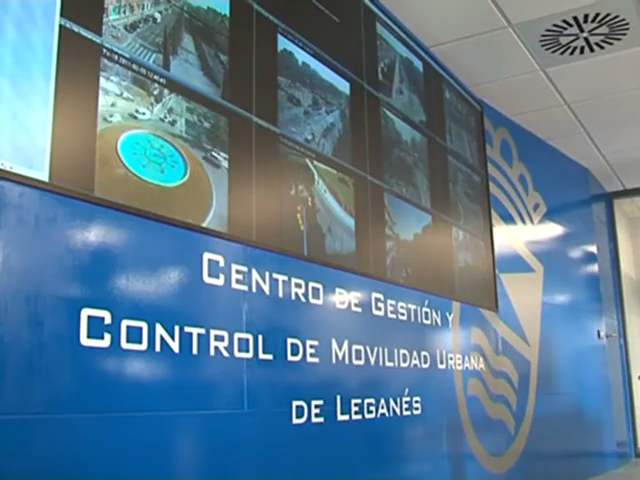 CENTRO DE GESTIÓN Y
CONTROL DE MOVILIDAD URBANA
DE LEGANÉS